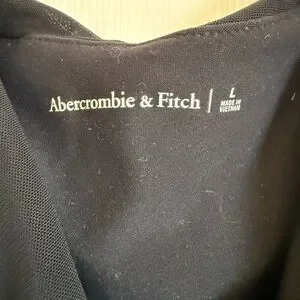 Abercrombie & Fitch | L
MADE IN
VIETNAM